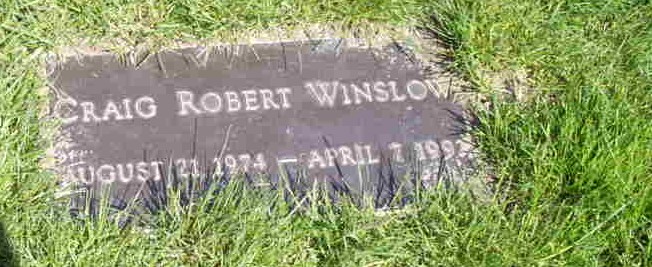 CRAIG ROBERT WINSLOW
AUGUST 21 1974 — APRIL 7